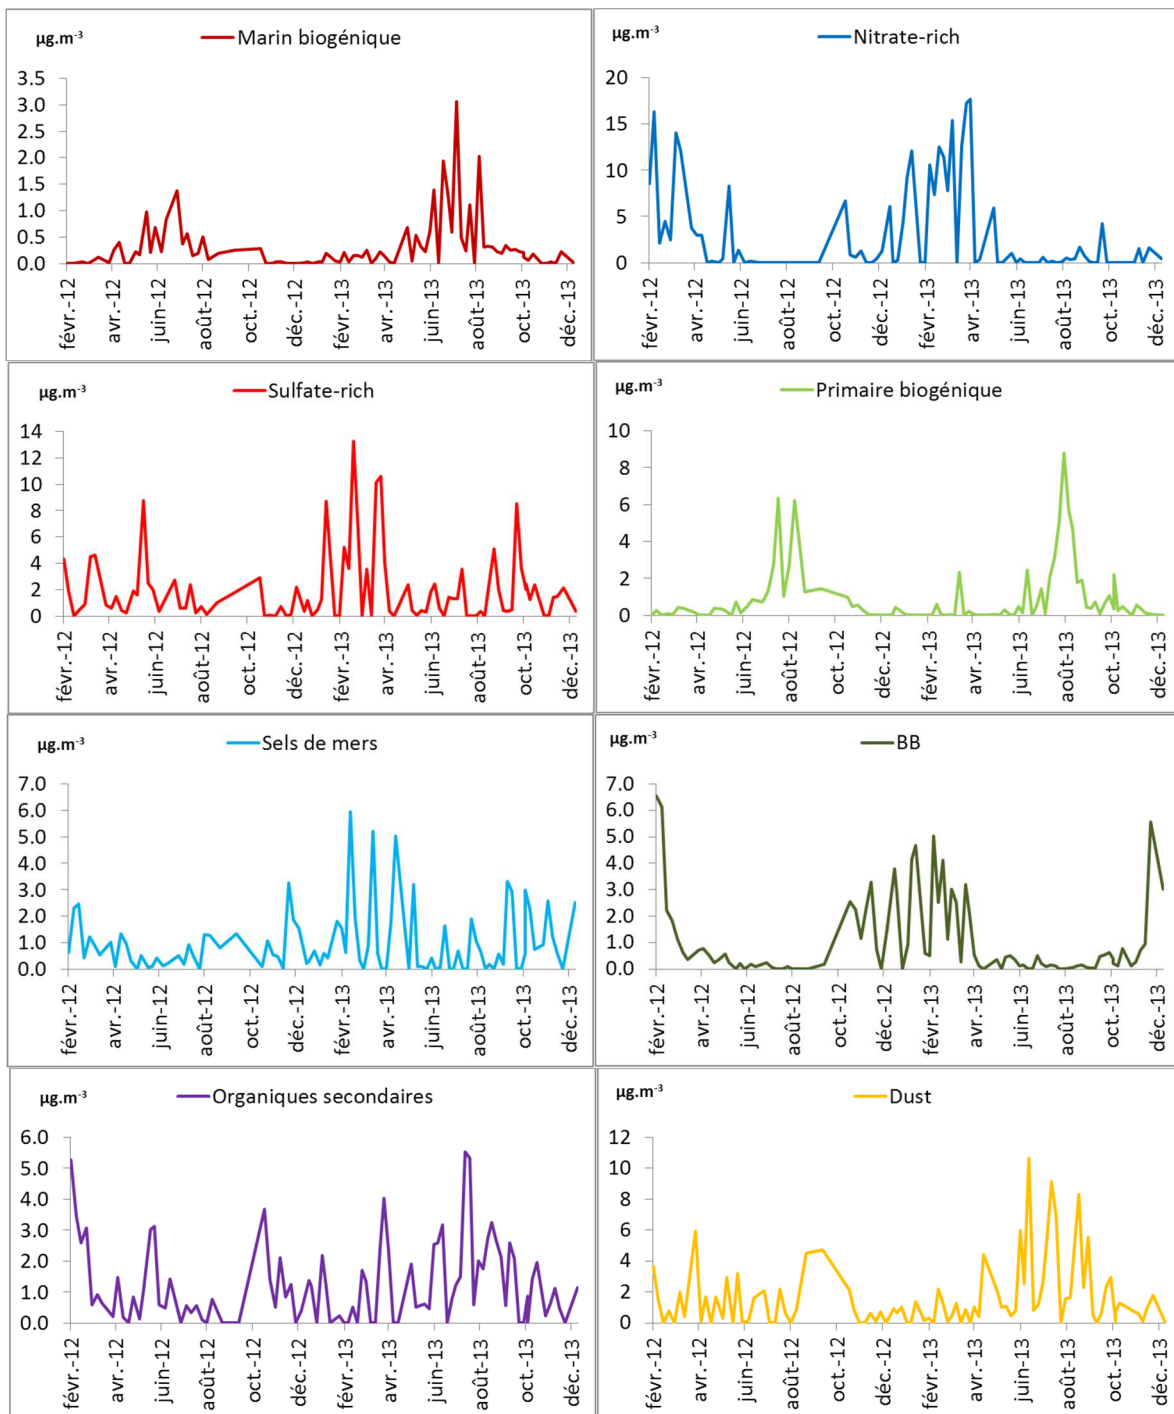 µg.m-3
Marin biogénique
3.5
3.0
2.5
2.0
1.5
1.0
0.5
0.0
févr.-12
avr.-12
juin-12
août-12
oct.-12
déc.-12
févr.-13
avr.-13
juin-13
août-13
oct.-13
déc.-13
µg.m-3
Nitrate-rich
20
15
10
5
0
févr.-12
avr.-12
juin-12
août-12
oct.-12
déc.-12
févr.-13
avr.-13
juin-13
août-13
oct.-13
déc.-13
µg.m-3
Sulfate-rich
14
12
10
8
6
4
2
0
févr.-12
avr.-12
juin-12
août-12
oct.-12
déc.-12
févr.-13
avr.-13
juin-13
août-13
oct.-13
déc.-13
µg.m-3
Primaire biogénique
10
8
6
4
2
0
févr.-12
avr.-12
juin-12
août-12
oct.-12
déc.-12
févr.-13
avr.-13
juin-13
août-13
oct.-13
déc.-13
µg.m-3
Sels de mers
7.0
6.0
5.0
4.0
3.0
2.0
1.0
0.0
févr.-12
avr.-12
juin-12
août-12
oct.-12
déc.-12
févr.-13
avr.-13
juin-13
août-13
oct.-13
déc.-13
µg.m-3
BB
7.0
6.0
5.0
4.0
3.0
2.0
1.0
0.0
févr.-12
avr.-12
juin-12
août-12
oct.-12
déc.-12
févr.-13
avr.-13
juin-13
août-13
oct.-13
déc.-13
µg.m-3
Organiques secondaires
6.0
5.0
4.0
3.0
2.0
1.0
0.0
févr.-12
avr.-12
juin-12
août-12
oct.-12
déc.-12
févr.-13
avr.-13
juin-13
août-13
oct.-13
déc.-13
µg.m-3
Dust
12
10
8
6
4
2
0
févr.-12
avr.-12
juin-12
août-12
oct.-12
déc.-12
févr.-13
avr.-13
juin-13
août-13
oct.-13
déc.-13